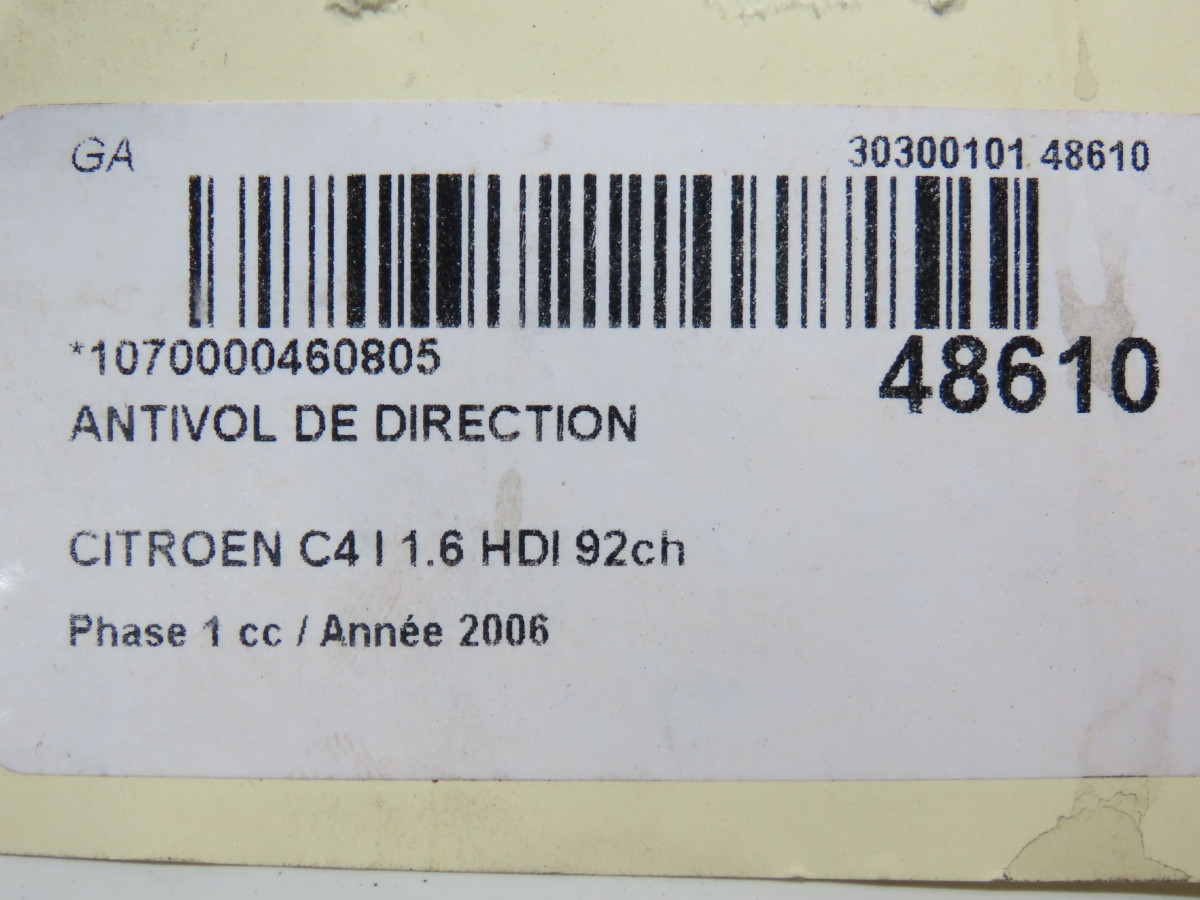 GA 30300101 48610
*1070000460805 48610
ANTIVOL DE DIRECTION
CITROEN C4 I 1.6 HDI 92ch
Phase 1 cc / Année 2006